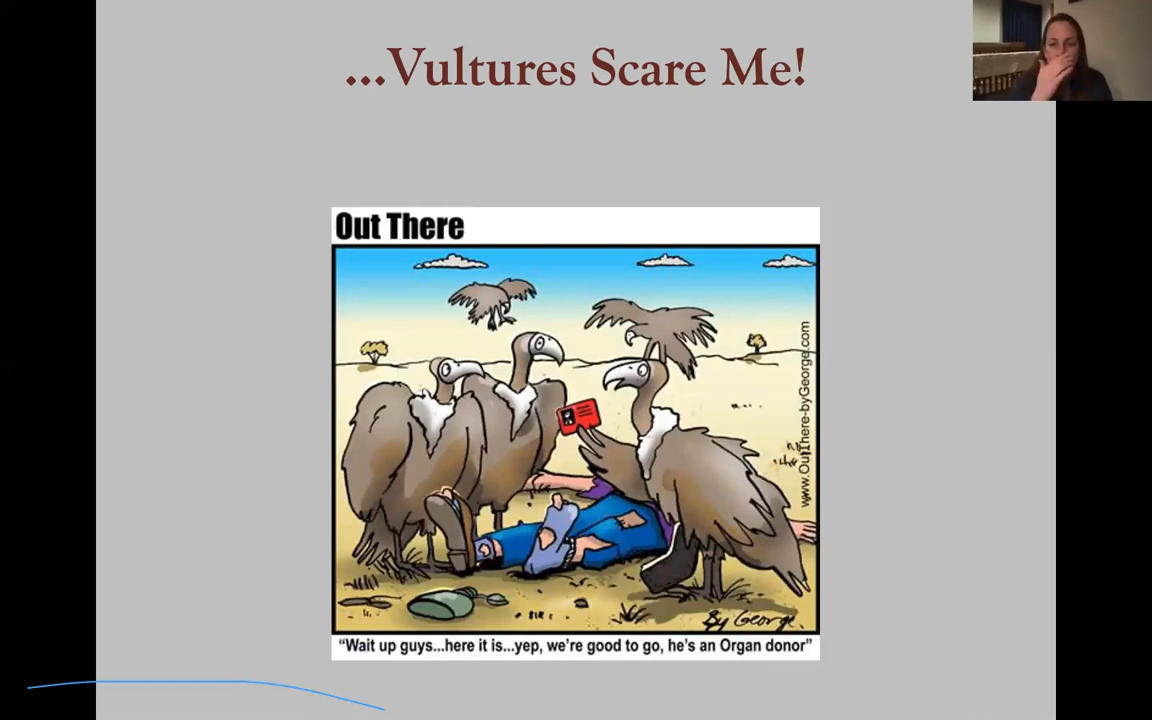 ...Vultures Scare Me!
Out There
www.OutThere-byGeorge.com
By George.
“Wait up guys...here it is...yep, we're good to go, he's an Organ donor”